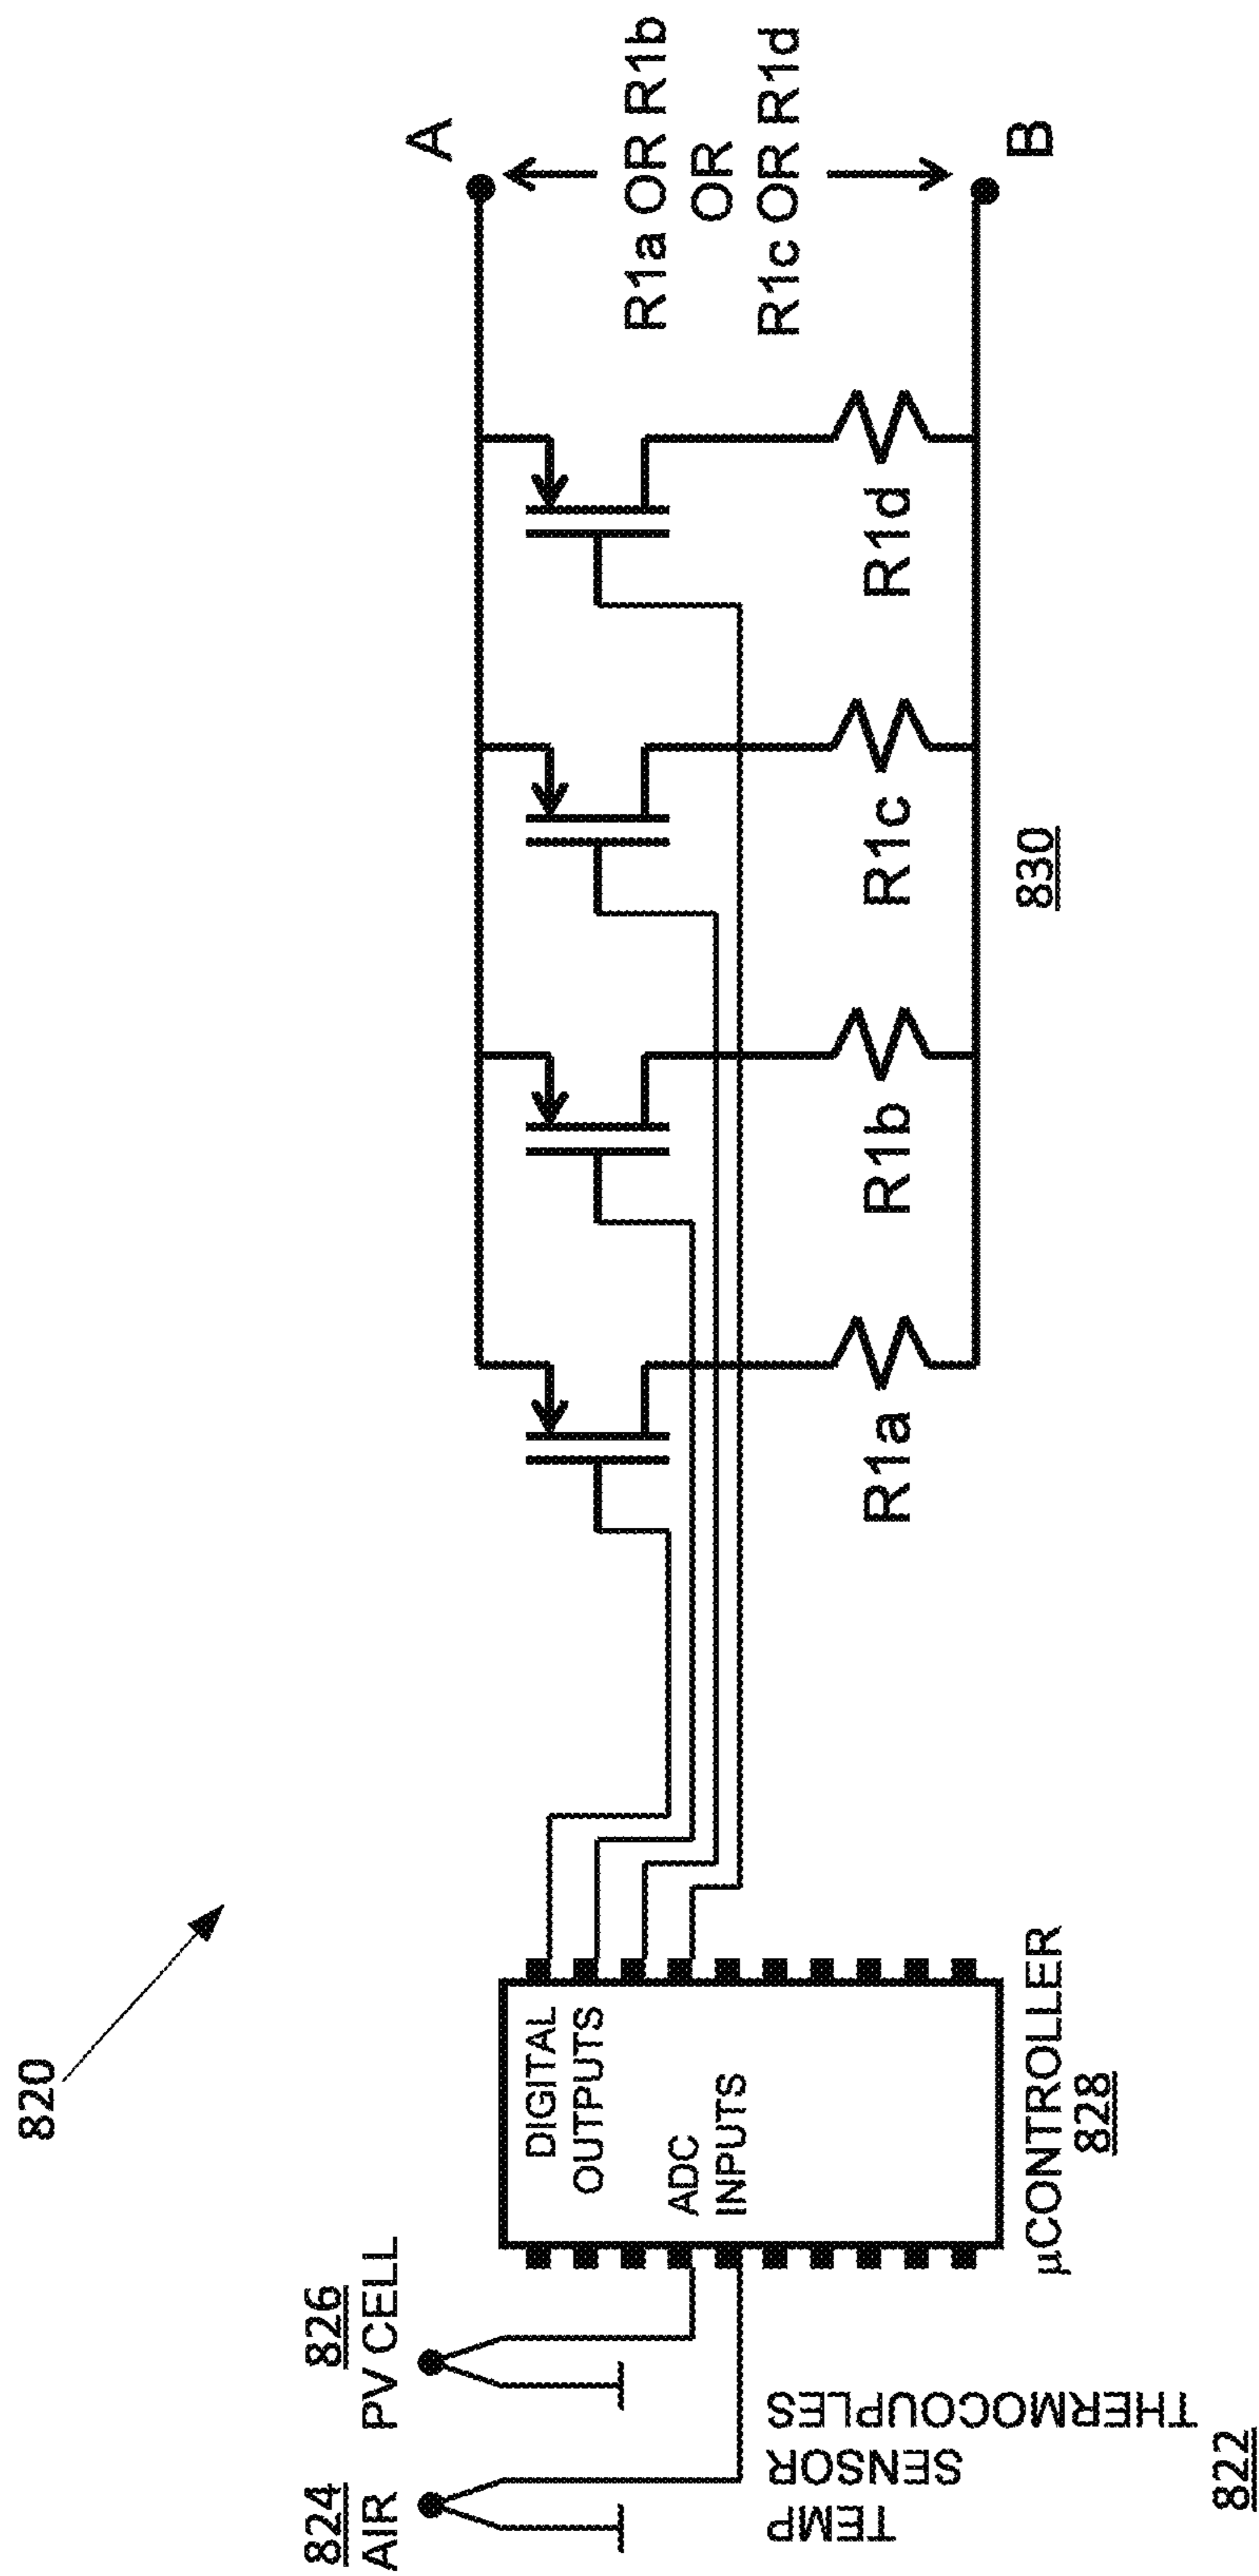 820
824
AIR
826
PV CELL
TEMP
SENSOR
THERMOCOUPLES
822
DIGITAL
OUTPUTS
ADC
INPUTS
µCONTROLLER
828
R1a
R1b
R1c
R1d
830
A
R1a OR R1b
OR
R1c OR R1d
B